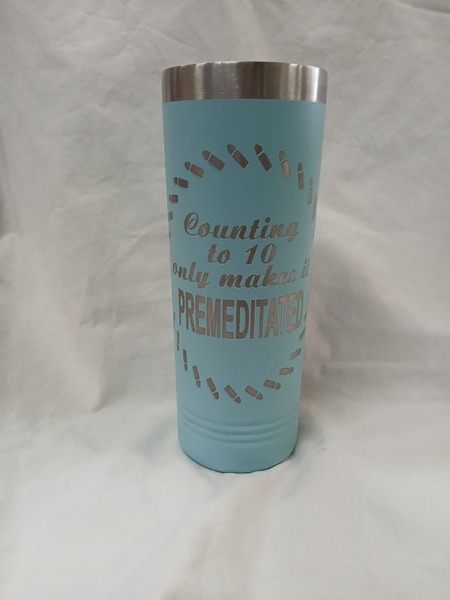 Counting
to 10
only makes it
PREMEDITATED